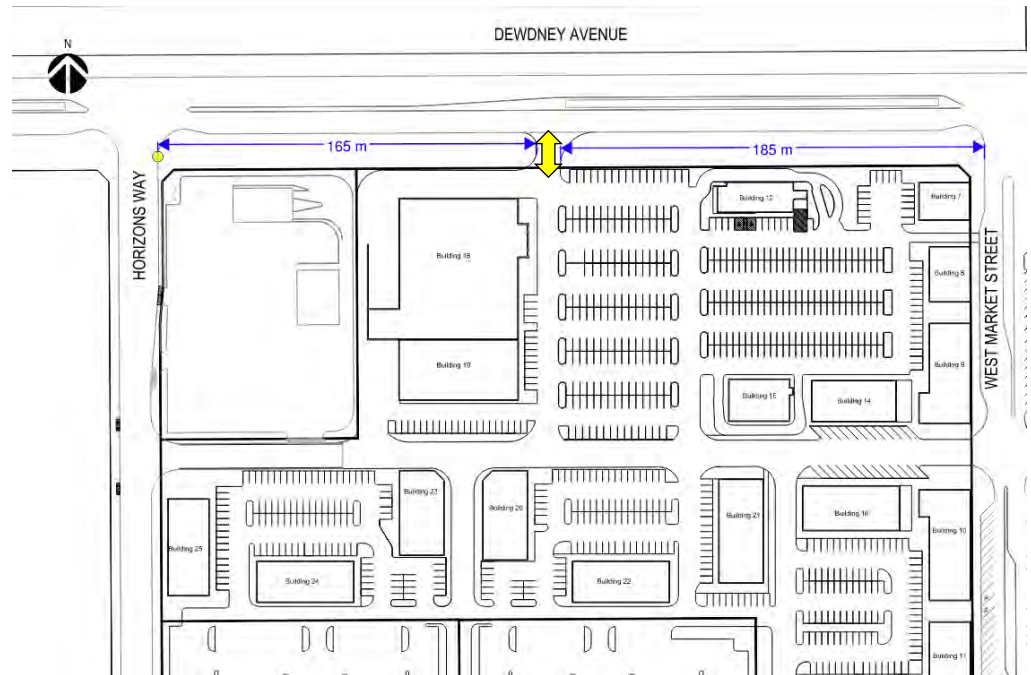 DEWDNEY AVENUE
N
165 m
185 m
HORIZONS WAY
WEST MARKET STREET
Building 12
Building 7
Building 18
Building 8
Building 19
Building 9
Building 15
Building 14
Building 23
Building 20
Building 21
Building 16
Building 10
Building 25
Building 24
Building 22
Building 11